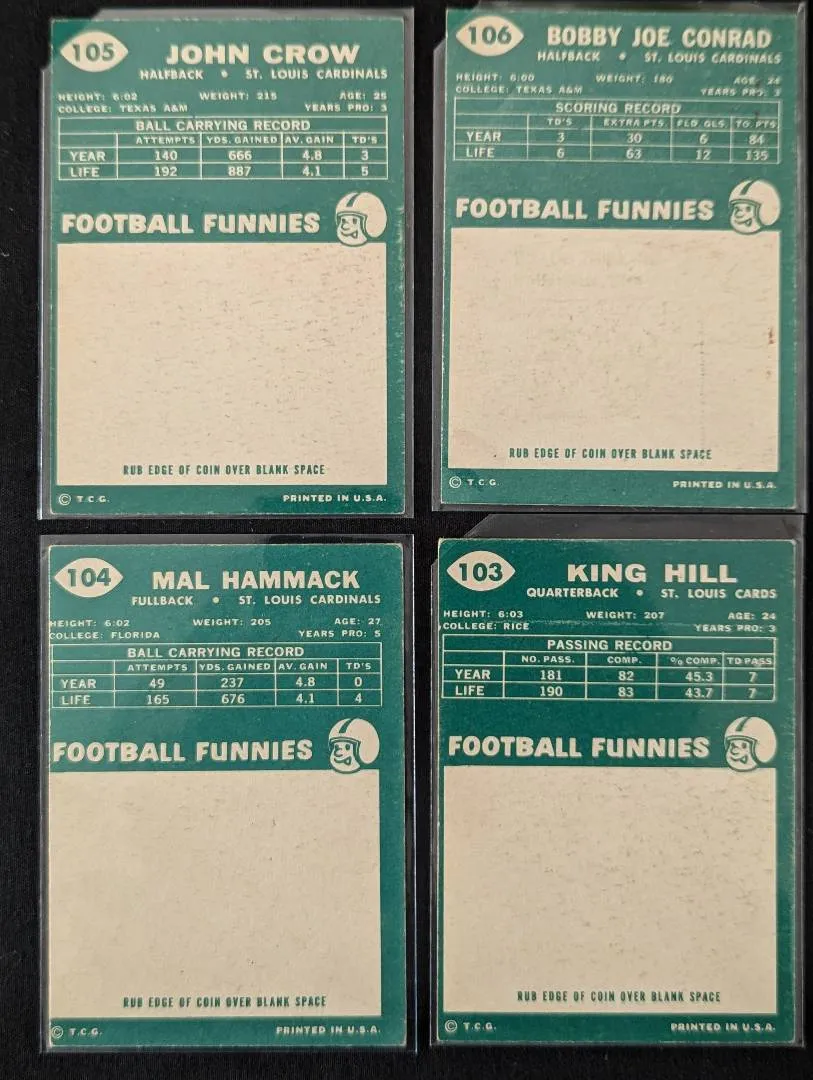 105
JOHN CROW
HALFBACK • ST. LOUIS CARDINALS
HEIGHT: 6:02 WEIGHT: 215 AGE: 25
COLLEGE: TEXAS A&M YEARS PRO: 3
BALL CARRYING RECORD
ATTEMPTS YDS. GAINED AV. GAIN TD'S
YEAR 140 666 4.8 3
LIFE 192 887 4.1 5
FOOTBALL FUNNIES
RUB EDGE OF COIN OVER BLANK SPACE
© T.C.G. PRINTED IN U.S.A.
106
BOBBY JOE CONRAD
HALFBACK • ST. LOUIS CARDINALS
HEIGHT: 6:00 WEIGHT: 180 AGE: 24
COLLEGE: TEXAS A&M YEARS PRO: 3
SCORING RECORD
TD'S EXTRA PTS. FLD. GLS. TO. PTS.
YEAR 3 30 6 84
LIFE 6 63 12 135
FOOTBALL FUNNIES
RUB EDGE OF COIN OVER BLANK SPACE
© T.C.G. PRINTED IN U.S.A.
104
MAL HAMMACK
FULLBACK • ST. LOUIS CARDINALS
HEIGHT: 6:02 WEIGHT: 205 AGE: 27
COLLEGE: FLORIDA YEARS PRO: 5
BALL CARRYING RECORD
ATTEMPTS YDS. GAINED AV. GAIN TD'S
YEAR 49 237 4.8 0
LIFE 165 676 4.1 4
FOOTBALL FUNNIES
RUB EDGE OF COIN OVER BLANK SPACE
© T.C.G. PRINTED IN U.S.A.
103
KING HILL
QUARTERBACK • ST. LOUIS CARDS
HEIGHT: 6:03 WEIGHT: 207 AGE: 24
COLLEGE: RICE YEARS PRO: 3
PASSING RECORD
NO. PASS. COMP. % COMP. TD PASS
YEAR 181 82 45.3 7
LIFE 190 83 43.7 7
FOOTBALL FUNNIES
RUB EDGE OF COIN OVER BLANK SPACE
© T.C.G. PRINTED IN U.S.A.